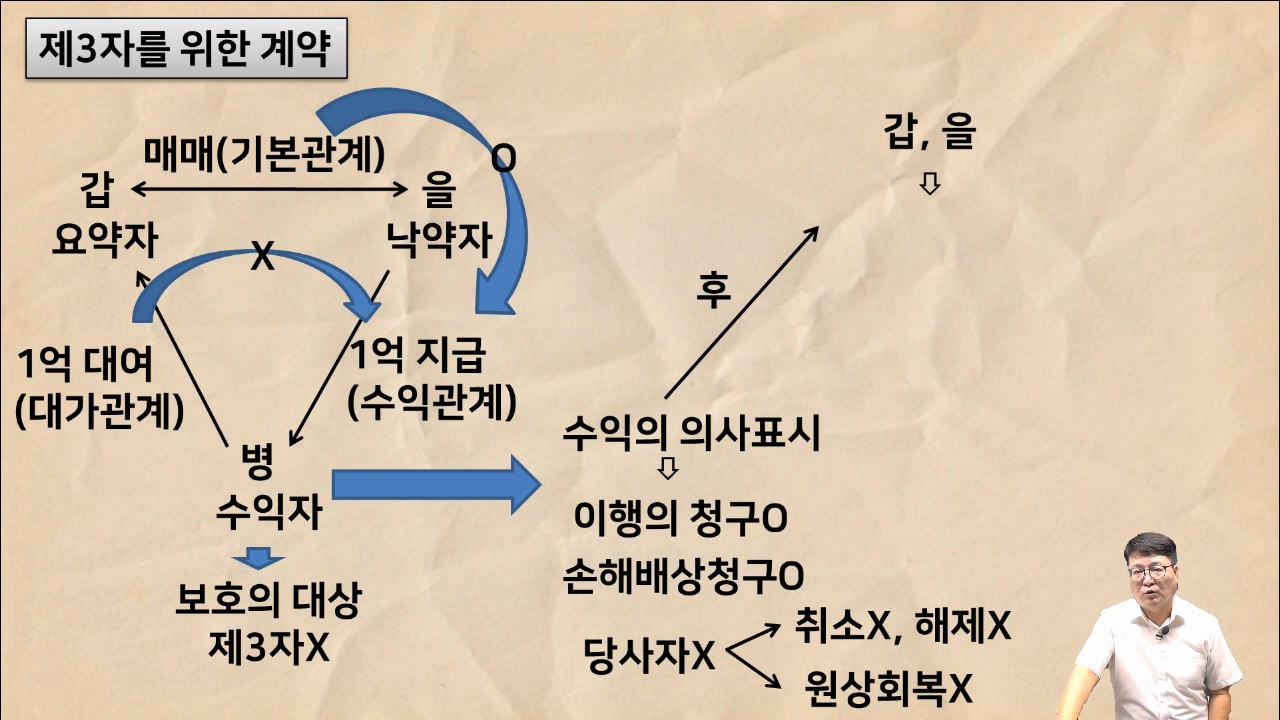 제3자를 위한 계약
매매(기본관계)
O
갑
을
요약자
낙약자
X
1억 대여
(대가관계)
1억 지급
(수익관계)
병
수익자
보호의 대상
제3자X
갑, 을
후
수익의 의사표시
이행의 청구O
손해배상청구O
당사자X
취소X, 해제X
원상회복X